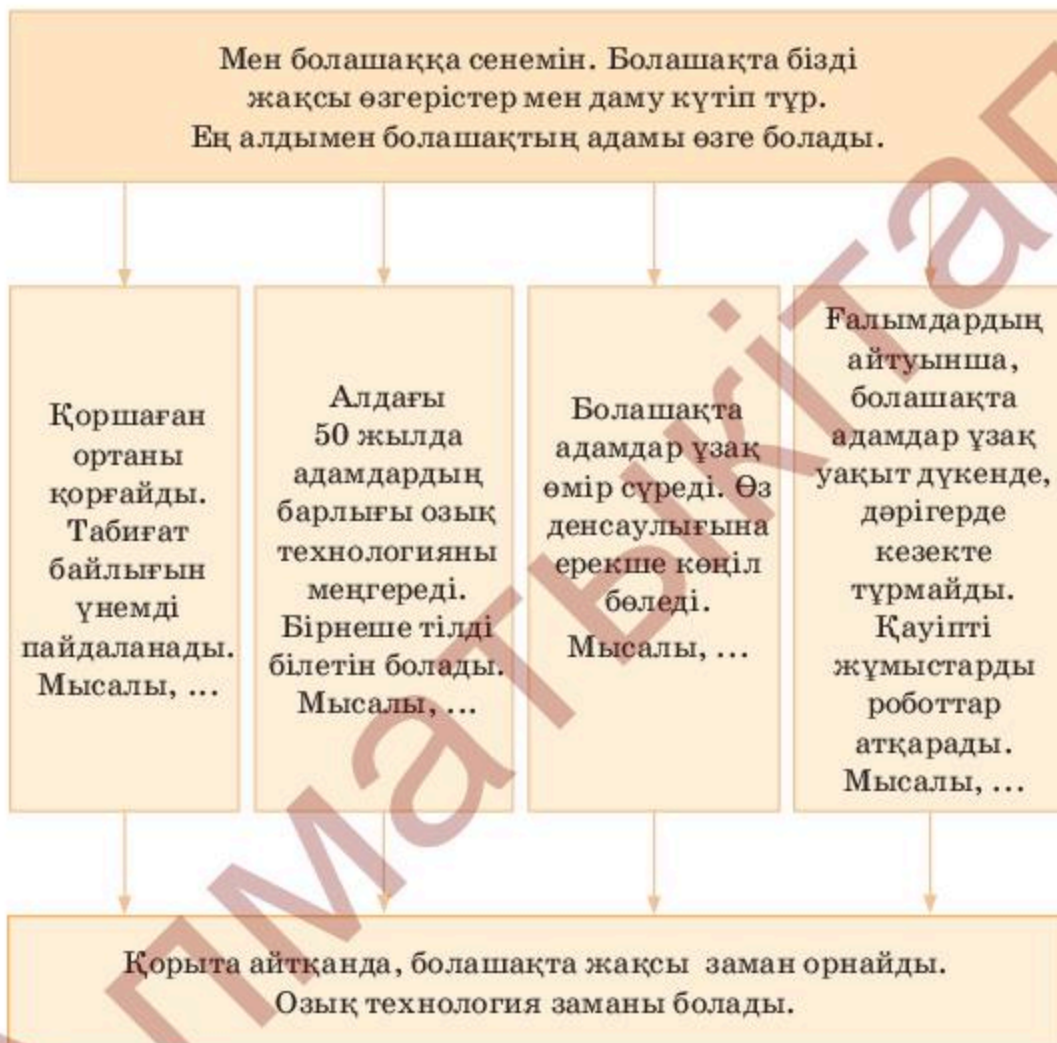 Мен болашаққа сенемін. Болашақта бізді
жақсы өзгерістер мен даму күтіп тұр.
Ең алдымен болашақтың адамы өзге болады.
Қоршаған
ортаны
қорғайды.
Табиғат
байлығын
үнемді
пайдаланады.
Мысалы, ...
Алдағы
50 жылда
адамдардың
барлығы озық
технологияны
меңгереді.
Бірнеше тілді
білетін болады.
Мысалы, ...
Болашақта
адамдар ұзақ
өмір сүреді. Өз
денсаулығына
ерекше көңіл
бөледі.
Мысалы, ...
Ғалымдардың
айтуынша,
болашақта
адамдар ұзақ
уақыт дүкенде,
дәрігерде
кезекте
тұрмайды.
Қауіпті
жұмыстарды
роботтар
атқарады.
Мысалы, ...
Қорыта айтқанда, болашақта жақсы заман орнайды.
Озық технология заманы болады.